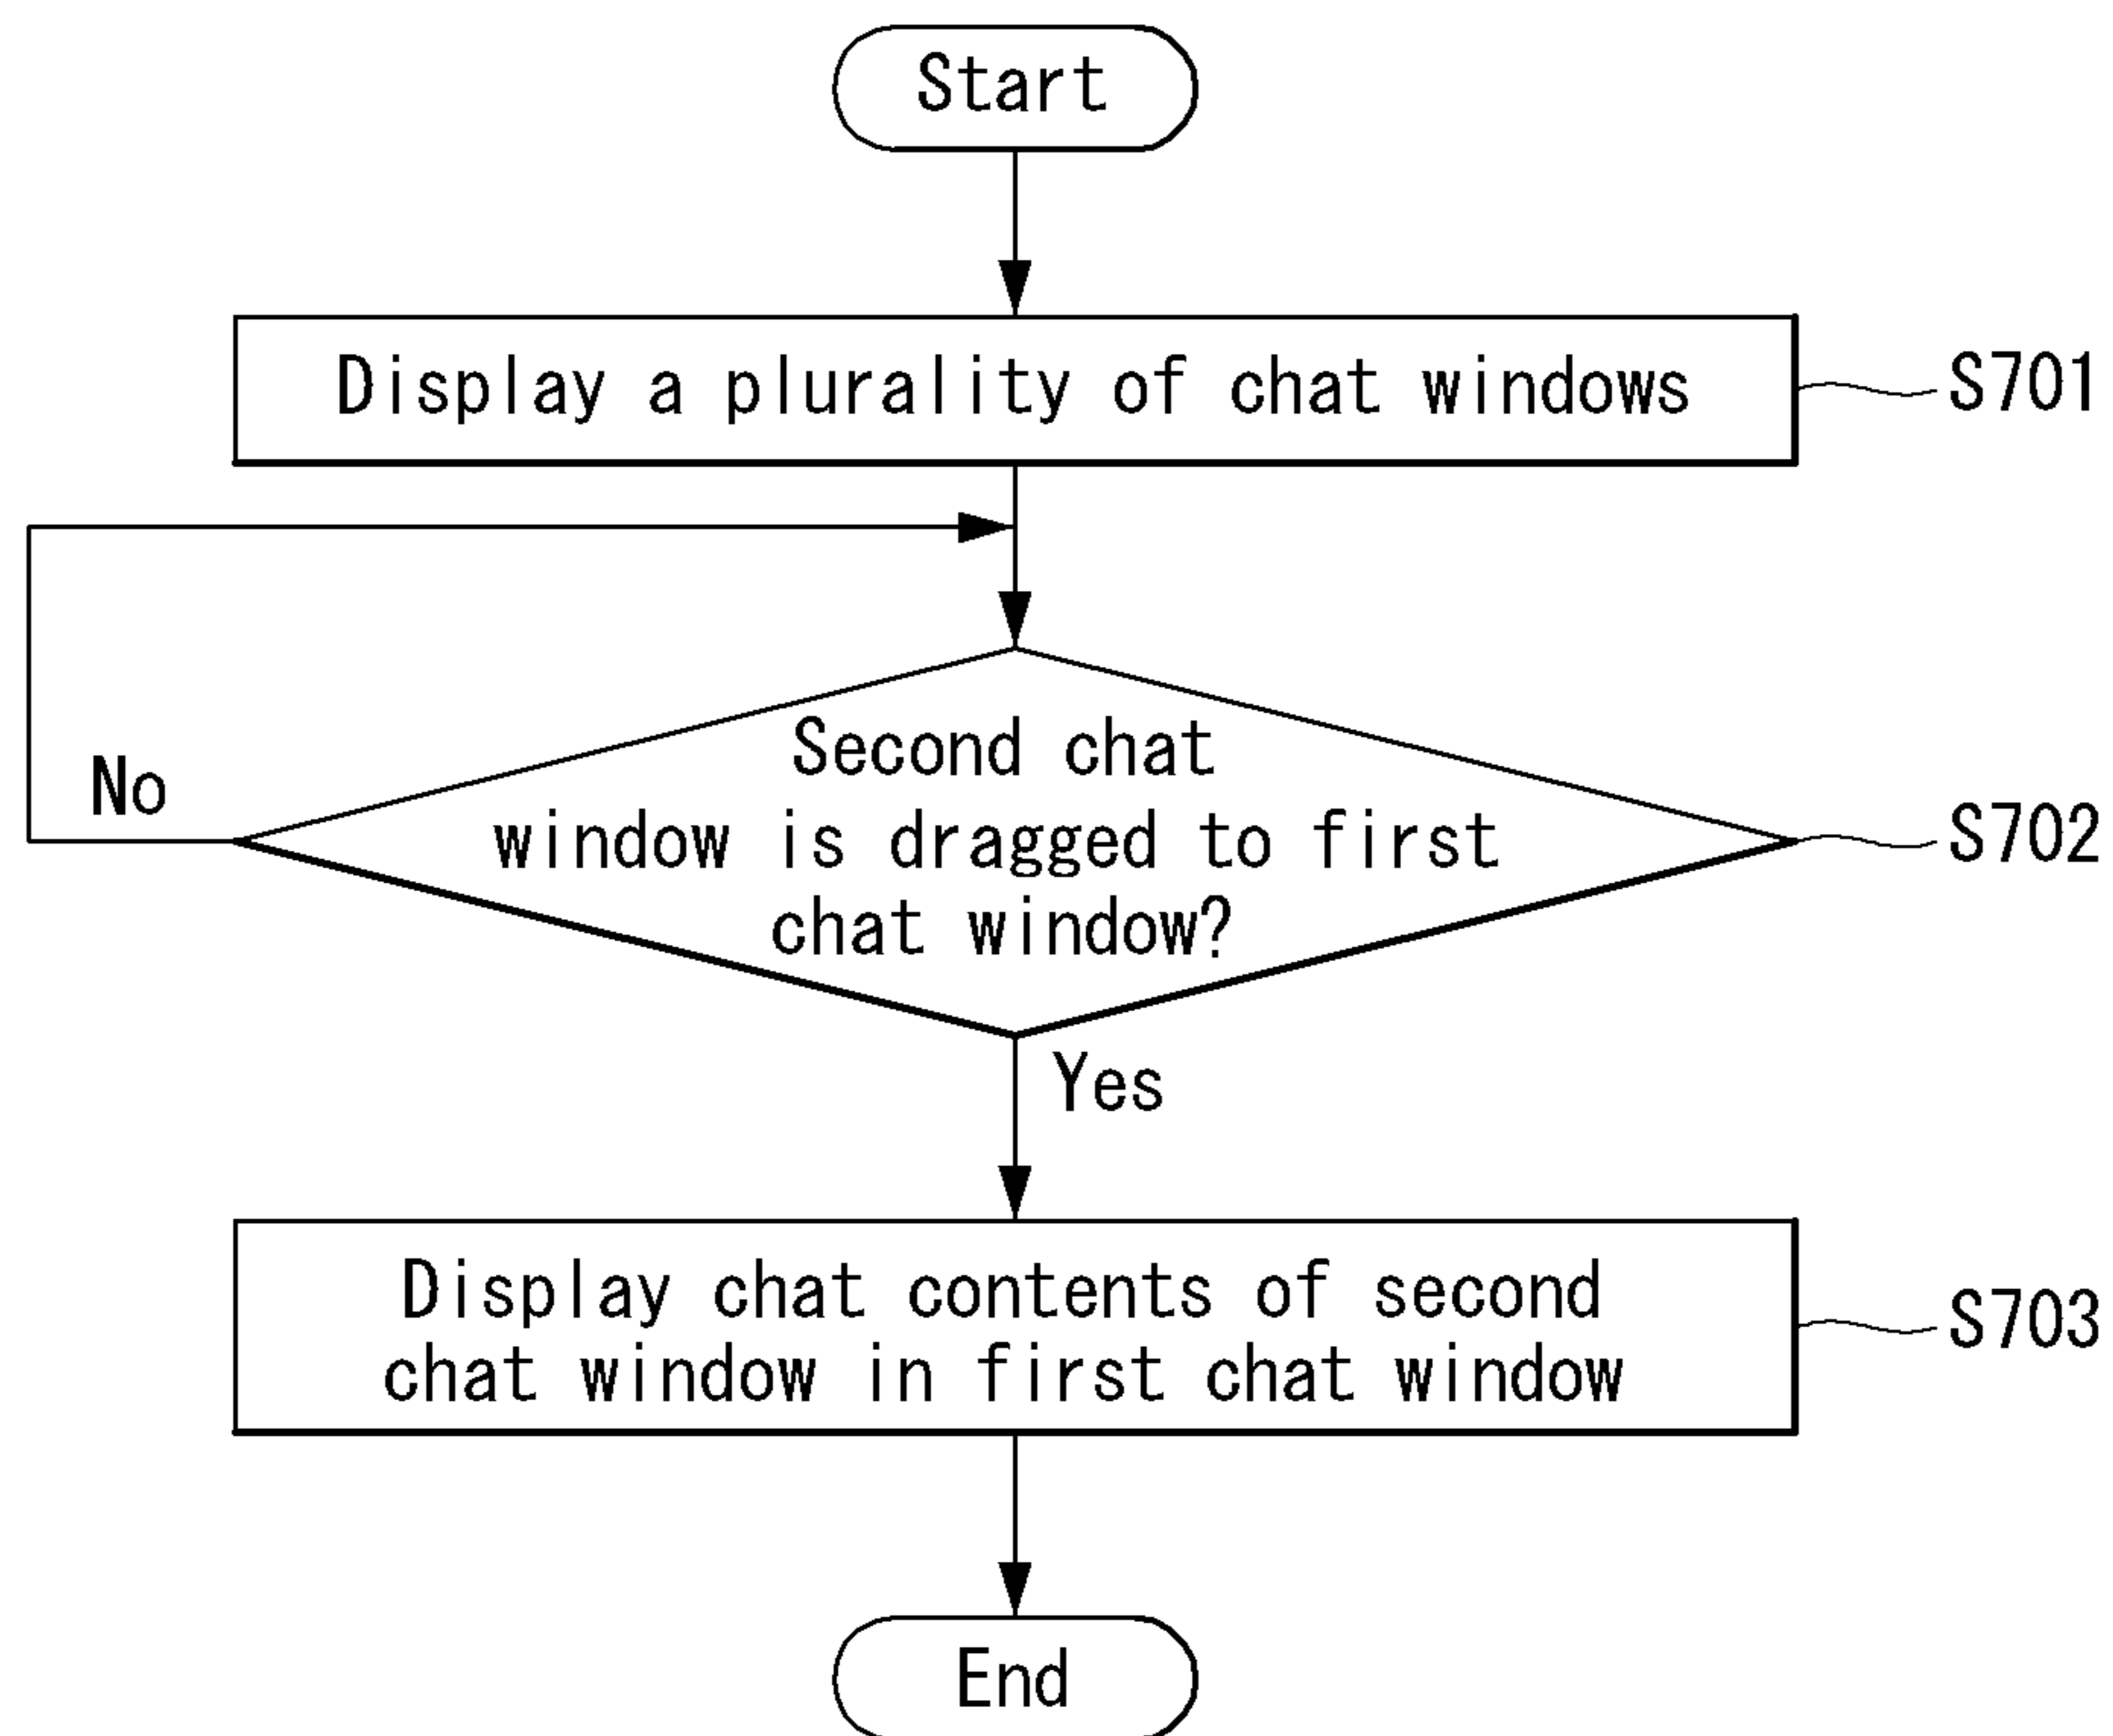 Start
Display a plurality of chat windows
S701
No
Second chat
window is dragged to first
chat window?
S702
Yes
Display chat contents of second
chat window in first chat window
S703
End